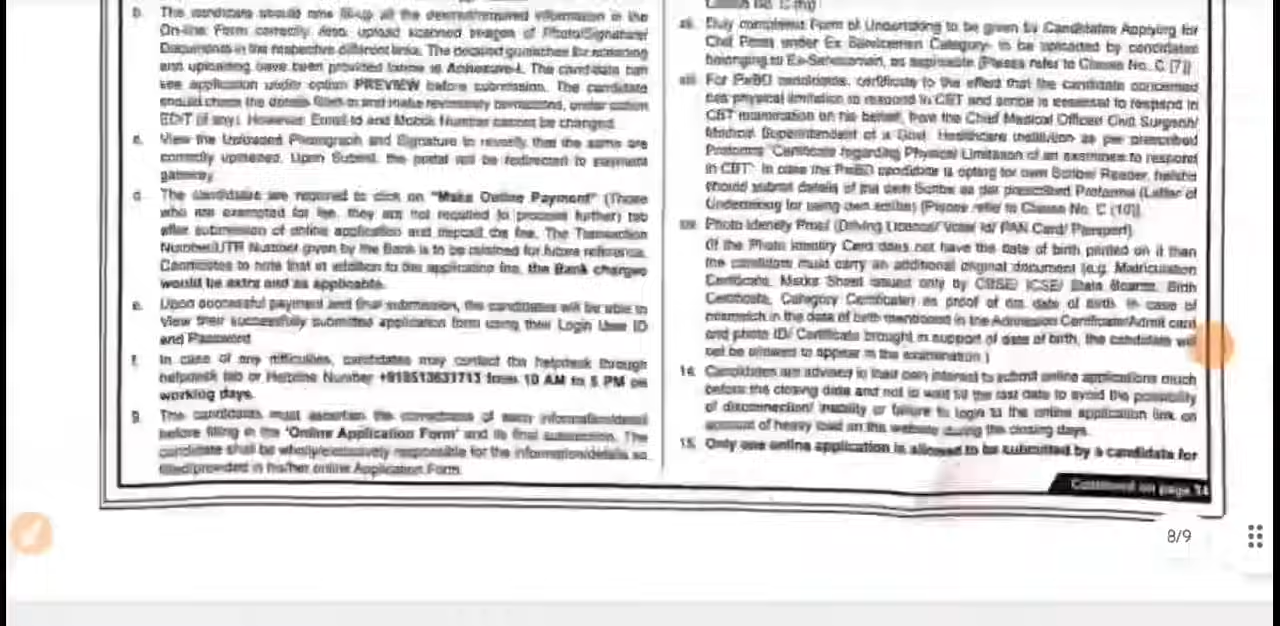 b. The candidate should now fill-up all the desired/required information in the
On-line Form correctly. Also, upload scanned images of Photo/Signature/
Documents in the respective different links. The detailed guidelines for scanning
and uploading have been provided below in Annexure-I. The candidate can
see application under option PREVIEW before submission. The candidate
should check the details filled-in and make necessary corrections, under option
EDIT (if any). However Email-Id and Mobile Number cannot be changed.
c. View the Uploaded Photograph and Signature to reverify that the same are
correctly uploaded. Upon Submit, the portal will be redirected to payment
gateway.
d. The candidates are required to click on "Make Online Payment" (Those
who are exempted for fee, they are not required to process further) tab
after submission of online application and deposit the fee. The Transaction
Number/UTR Number given by the Bank is to be retained for future reference.
Candidates to note that in addition to the application fee, the Bank charges
would be extra and as applicable.
e. Upon successful payment and final submission, the candidates will be able to
View their successfully submitted application form using their Login User ID
and Password
f. In case of any difficulties, candidates may contact the helpdesk through
helpdesk tab or Helpline Number +919513631713 from 10 AM to 5 PM on
working days.
g. The candidates must ascertain the correctness of each information/detail
before filling in the 'Online Application Form' and its final submission. The
candidate shall be wholly/exclusively responsible for the information/details so
filled/provided in his/her online Application Form.
Duly completed Form of Undertaking to be given by Candidates Applying for
Civil Posts under Ex Servicemen Category- to be uploaded by candidates
belonging to Ex-Servicemen, as applicable (Please refer to Clause No. C [7])
For PwBD candidates, certificate to the effect that the candidate concerned
has physical limitation to respond in CBT and scribe is essential to respond in
CBT examination on his behalf, from the Chief Medical Officer/ Civil Surgeon/
Medical Superintendent of a Govt. Healthcare institution as per prescribed
Proforma "Certificate regarding Physical Limitation of an examinee to respond
in CBT". In case the PwBD candidate is opting for own Scribe/ Reader, he/she
should submit details of the own Scribe as per prescribed Proforma (Letter of
Undertaking for using own scribe) (Please refer to Clause No. C (10))
Photo Identity Proof (Driving License/ Voter Id/ PAN Card/ Passport)
(If the Photo Identity Card does not have the date of birth printed on it then
the candidate must carry an additional original document (e.g. Matriculation
Certificate, Marks Sheet issued only by CBSE/ ICSE/ State Boards, Birth
Certificate, Category Certificate) as proof of the date of birth. In case of
mismatch in the date of birth mentioned in the Admission Certificate/Admit card
and photo ID/ Certificate brought in support of date of birth, the candidate will
not be allowed to appear in the examination.)
14. Candidates are advised in their own interest to submit online applications much
before the closing date and not to wait till the last date to avoid the possibility
of disconnection/ inability or failure to login to the online application link on
account of heavy load on the website during the closing days.
15. Only one online application is allowed to be submitted by a candidate for
Continued on page 14
8/9